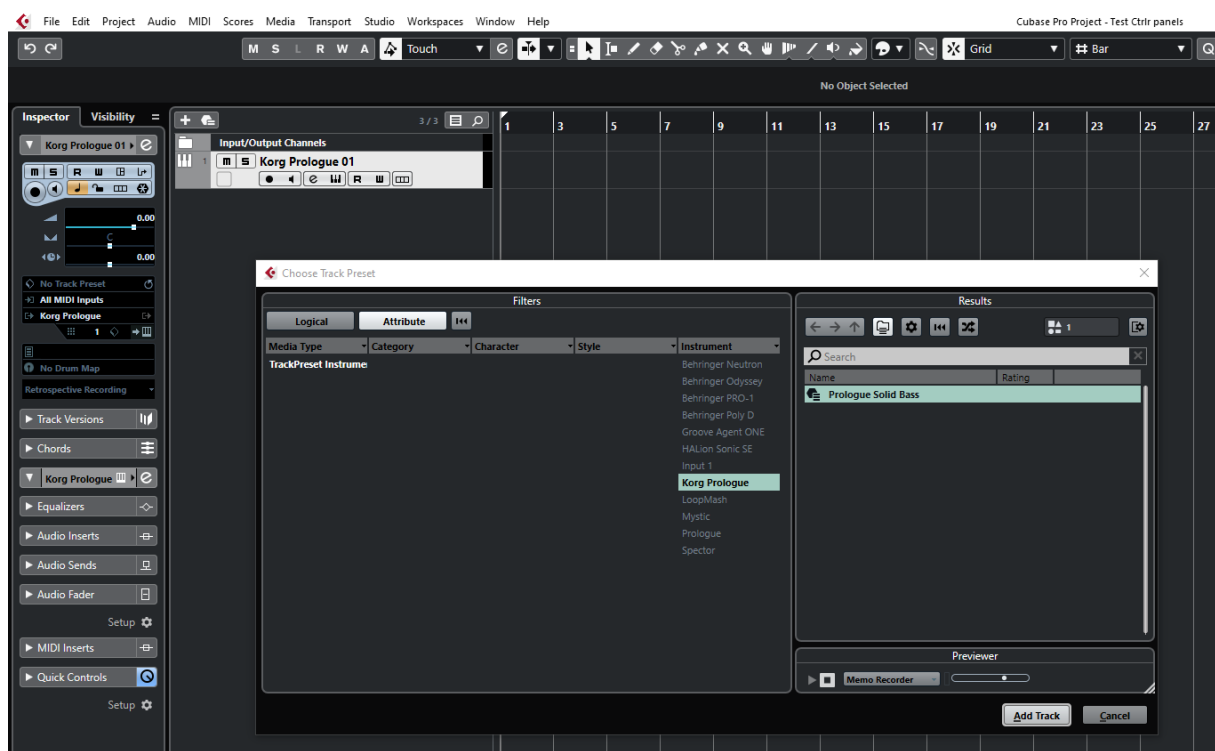 File Edit Project Audio MIDI Scores Media Transport Studio Workspaces Window Help
Cubase Pro Project - Test Ctrlr panels
M S L R W A Touch Grid Bar Q
No Object Selected
Inspector Visibility
3 / 3
1 3 5 7 9 11 13 15 17 19 21 23 25 27
Korg Prologue 01
Input/Output Channels
1 m S Korg Prologue 01
R
m S R
0.00
C
0.00
No Track Preset
All MIDI Inputs
Korg Prologue
1
No Drum Map
Retrospective Recording
Track Versions
Chords
Korg Prologue
Equalizers
Audio Inserts
Audio Sends
Audio Fader
Setup
MIDI Inserts
Quick Controls
Setup
Choose Track Preset
Filters
Logical Attribute
Media Type Category Character Style Instrument
TrackPreset Instrume
Behringer Neutron
Behringer Odyssey
Behringer PRO-1
Behringer Poly D
Groove Agent ONE
HALion Sonic SE
Input 1
Korg Prologue
LoopMash
Mystic
Prologue
Spector
Results
1
Search
Name Rating
Prologue Solid Bass
Previewer
Memo Recorder
Add Track Cancel